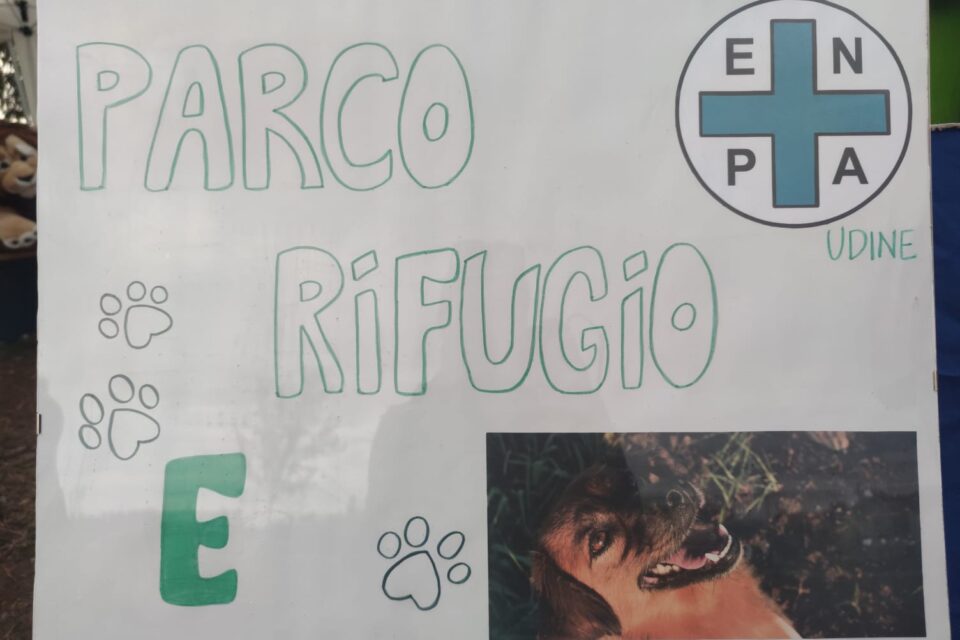 PARCO
E N
P A
UDINE
RiFUGiO
E